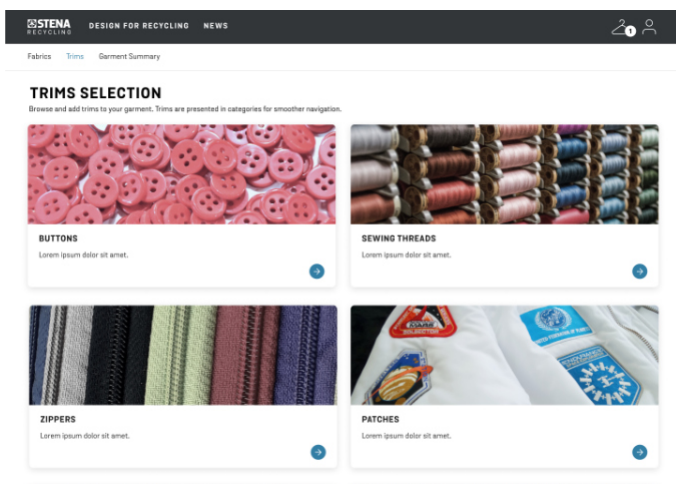 STENA
RECYCLING
DESIGN FOR RECYCLING NEWS
1
Fabrics Trims Garment Summary
TRIMS SELECTION
Browse and add trims to your garment. Trims are presented in categories for smoother navigation.
BUTTONS
Lorem ipsum dolor sit amet.
SEWING THREADS
Lorem ipsum dolor sit amet.
ZIPPERS
Lorem ipsum dolor sit amet.
PATCHES
Lorem ipsum dolor sit amet.